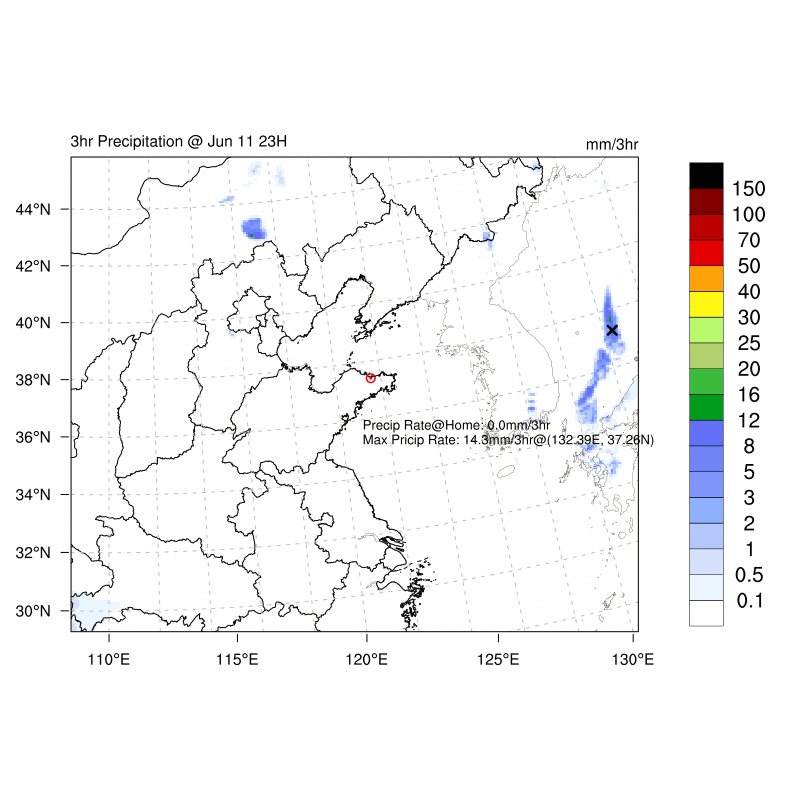 3hr Precipitation @ Jun 11 23H
mm/3hr
44°N
42°N
40°N
38°N
36°N
34°N
32°N
30°N
110°E
115°E
120°E
125°E
130°E
Precip Rate@Home: 0.0mm/3hr
Max Pricip Rate: 14.3mm/3hr@(132.39E, 37.26N)
150
100
70
50
40
30
25
20
16
12
8
5
3
2
1
0.5
0.1